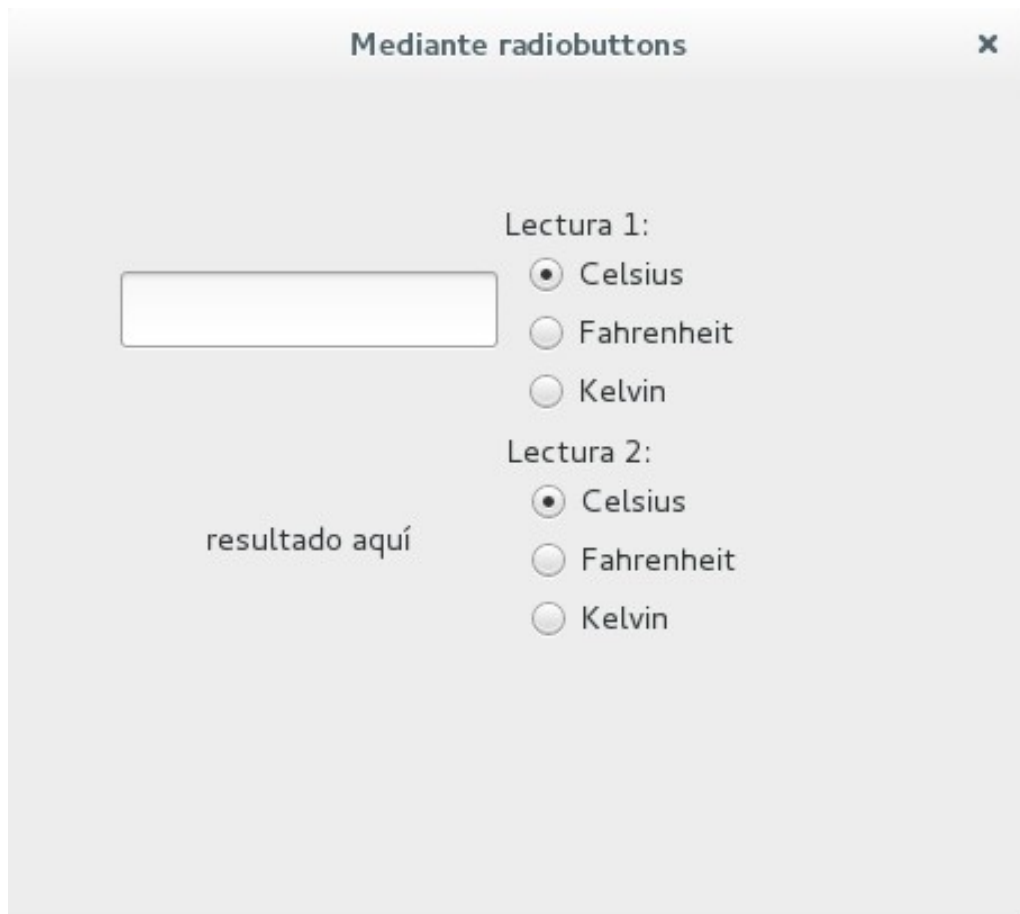 Mediante radiobuttons
Lectura 1:
Celsius
Fahrenheit
Kelvin
Lectura 2:
Celsius
resultado aquí
Fahrenheit
Kelvin